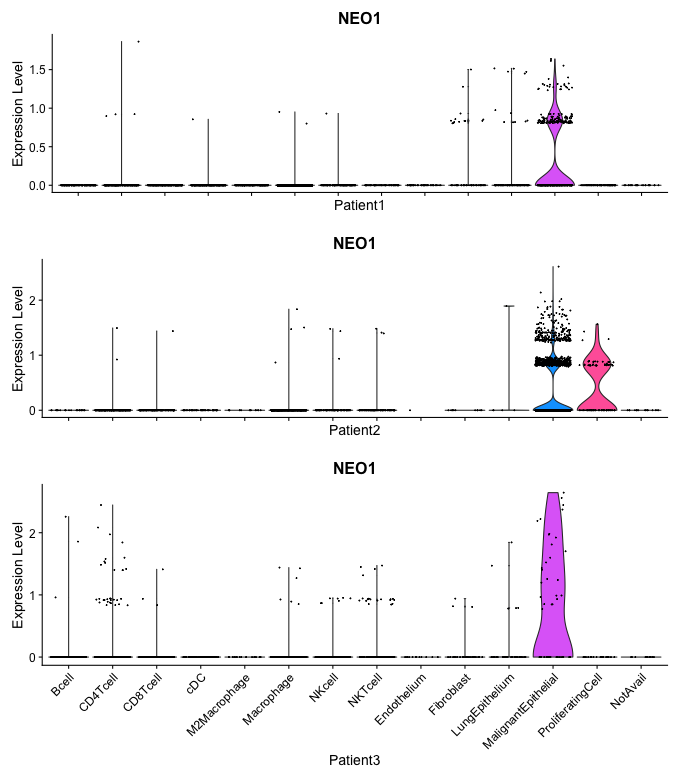 NEO1
Expression Level
1.5
1.0
0.5
0.0
Patient1
NEO1
Expression Level
2
1
0
Patient2
NEO1
Expression Level
2
1
0
Bcell
CD4Tcell
CD8Tcell
cDC
M2Macrophage
Macrophage
NKcell
NKTcell
Endothelium
Fibroblast
LungEpithelium
MalignantEpithelial
ProliferatingCell
NotAvail
Patient3